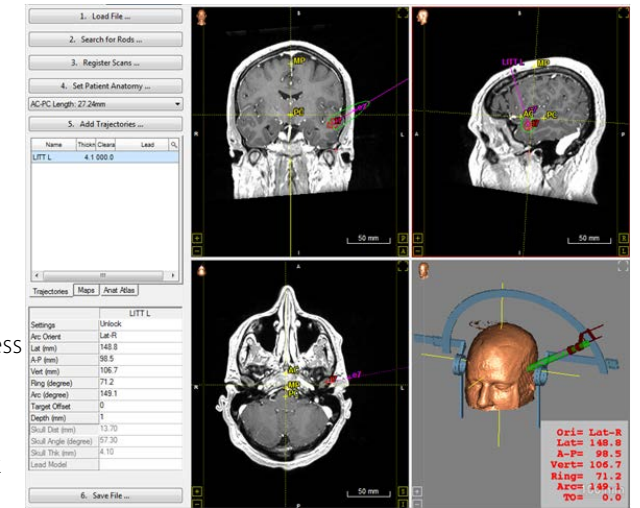 1. Load File ...
2. Search for Rods ...
3. Register Scans ...
4. Set Patient Anatomy ...
AC-PC Length: 27.24mm
5. Add Trajectories ...
Name Thickn Cleara Lead
LITT L 4.1 000.0
Trajectories Maps Anat Atlas
LITT L
Settings Unlock
ess
Arc Orient Lat-R
Lat (mm) 148.8
A-P (mm) 98.5
Vert (mm) 106.7
Ring (degree) 71.2
Arc (degree) 149.1
Target Offset 0
Depth (mm) 1
Skull Dist (mm) 13.70
Skull Angle (degree) 57.30
Skull Thk (mm) 4.10
Lead Model
6. Save File ...
S
MP
PC
R
L
I
P
A
50 mm
S
LITT L
MP
AC
PC
A
P
I
R
L
50 mm
A
AC
MP
PC
R
L
P
S
I
50 mm
Ori= Lat-R
Lat= 148.8
A-P= 98.5
Vert= 106.7
Ring= 71.2
Arc= 149.1
TO= 0.0